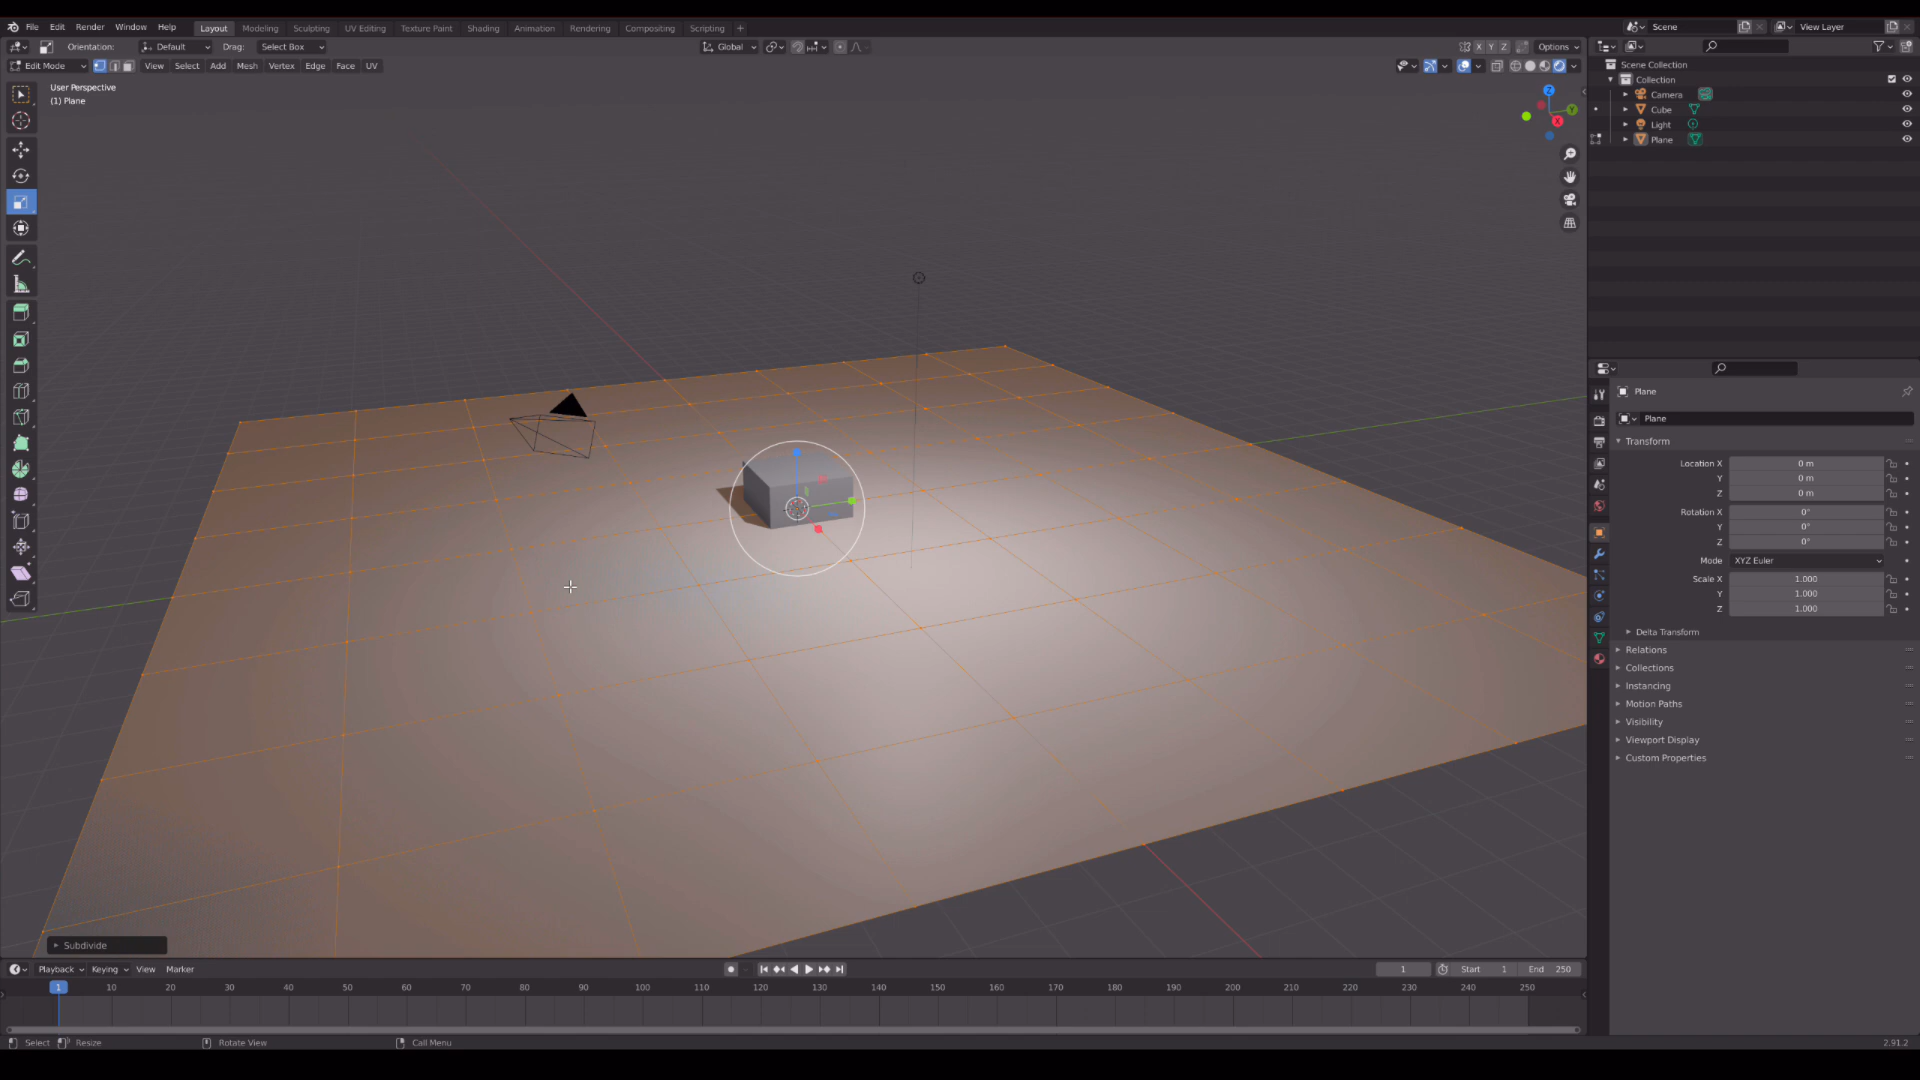 File Edit Render Window Help Layout Modeling Sculpting UV Editing Texture Paint Shading Animation Rendering Compositing Scripting + Scene View Layer
Orientation: Default Drag: Select Box Global X Y Z Options
Edit Mode View Select Add Mesh Vertex Edge Face UV
User Perspective
(1) Plane
Z
Y
X
Scene Collection
Collection
Camera
Cube
Light
Plane
Plane
Plane
Transform
Location X 0 m
Y 0 m
Z 0 m
Rotation X 0°
Y 0°
Z 0°
Mode XYZ Euler
Scale X 1.000
Y 1.000
Z 1.000
Delta Transform
Relations
Collections
Instancing
Motion Paths
Visibility
Viewport Display
Custom Properties
Subdivide
Playback Keying View Marker 1 Start 1 End 250
1 10 20 30 40 50 60 70 80 90 100 110 120 130 140 150 160 170 180 190 200 210 220 230 240 250
Select Resize Rotate View Call Menu 2.91.2